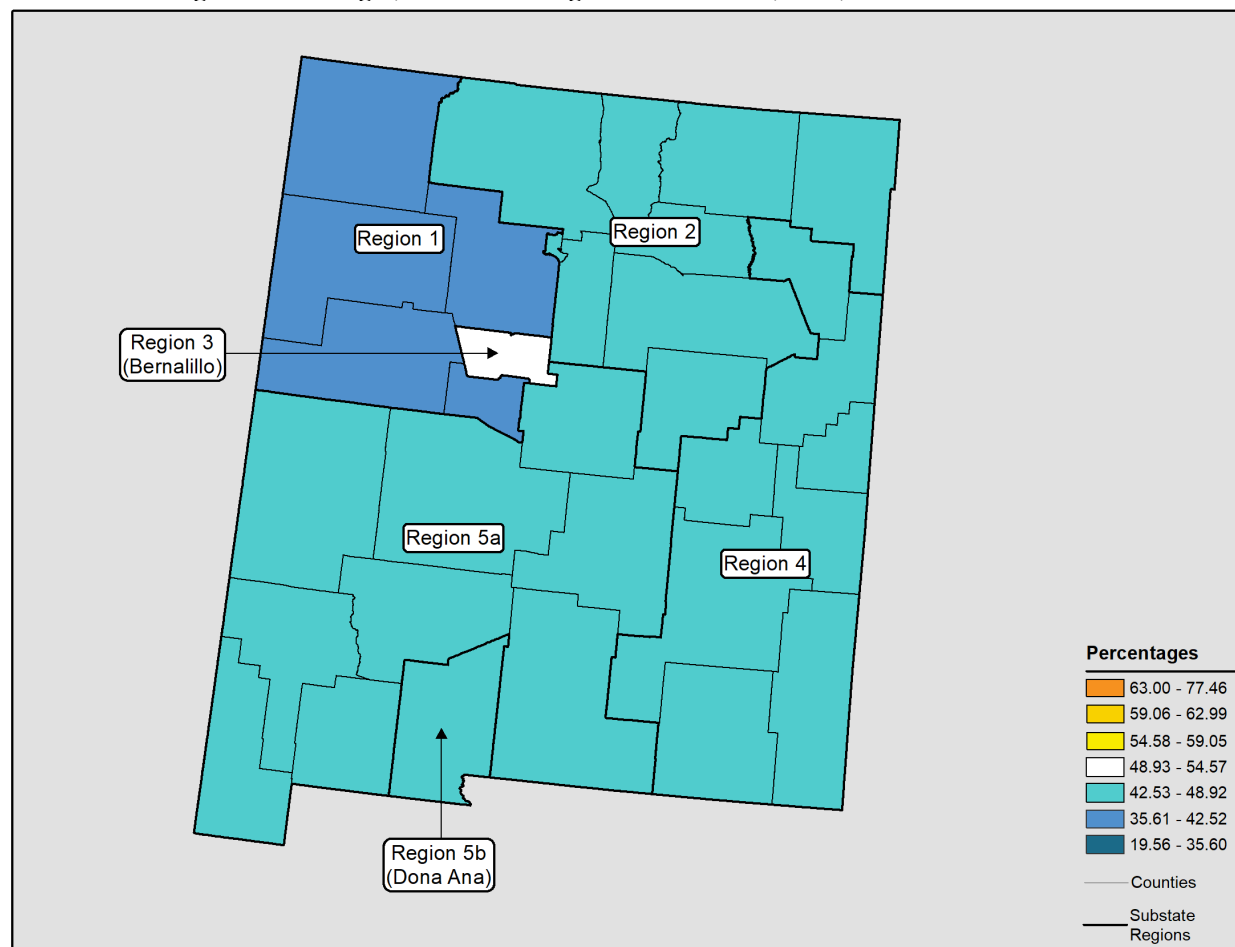 Region 1
Region 2
Region 3
(Bernalillo)
Region 5a
Region 4
Region 5b
(Dona Ana)
Percentages
63.00 - 77.46
59.06 - 62.99
54.58 - 59.05
48.93 - 54.57
42.53 - 48.92
35.61 - 42.52
19.56 - 35.60
Counties
Substate
Regions